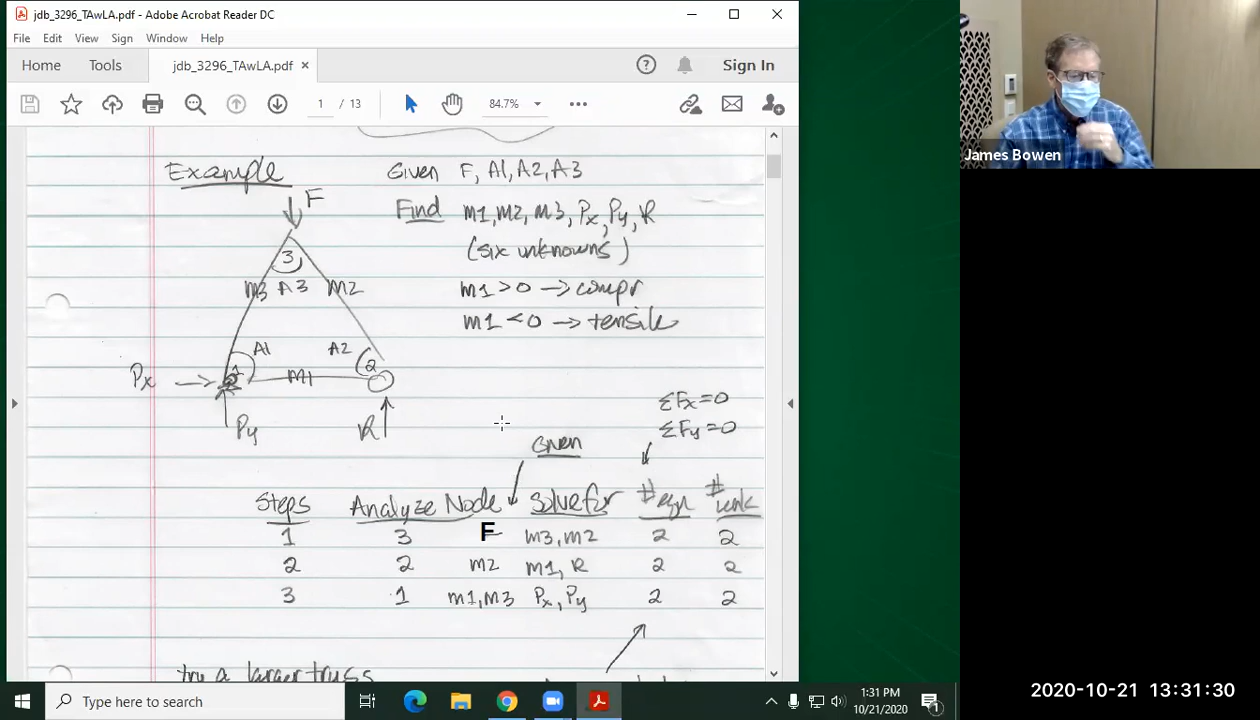 jdb_3296_TAwLA.pdf - Adobe Acrobat Reader DC
File Edit View Sign Window Help
Home Tools jdb_3296_TAwLA.pdf × Sign In
1 / 13 84.7%
Example
Given F, A1, A2, A3
F
Find m1, m2, m3, Px, Py, R
(six unknowns)
3
m3 A3 m2
m1 > 0 → compr
m1 < 0 → tensile
A1 A2
1 2
Px
m1
Py R
ΣFx=0
ΣFy=0
Given
Steps Analyze Node Solve for # eqn # unk
1 3 F m3, m2 2 2
2 2 m2 m1, R 2 2
3 1 m1, m3 Px, Py 2 2
try a larger truss
James Bowen
Type here to search
1:31 PM
10/21/2020
1
2020-10-21 13:31:30